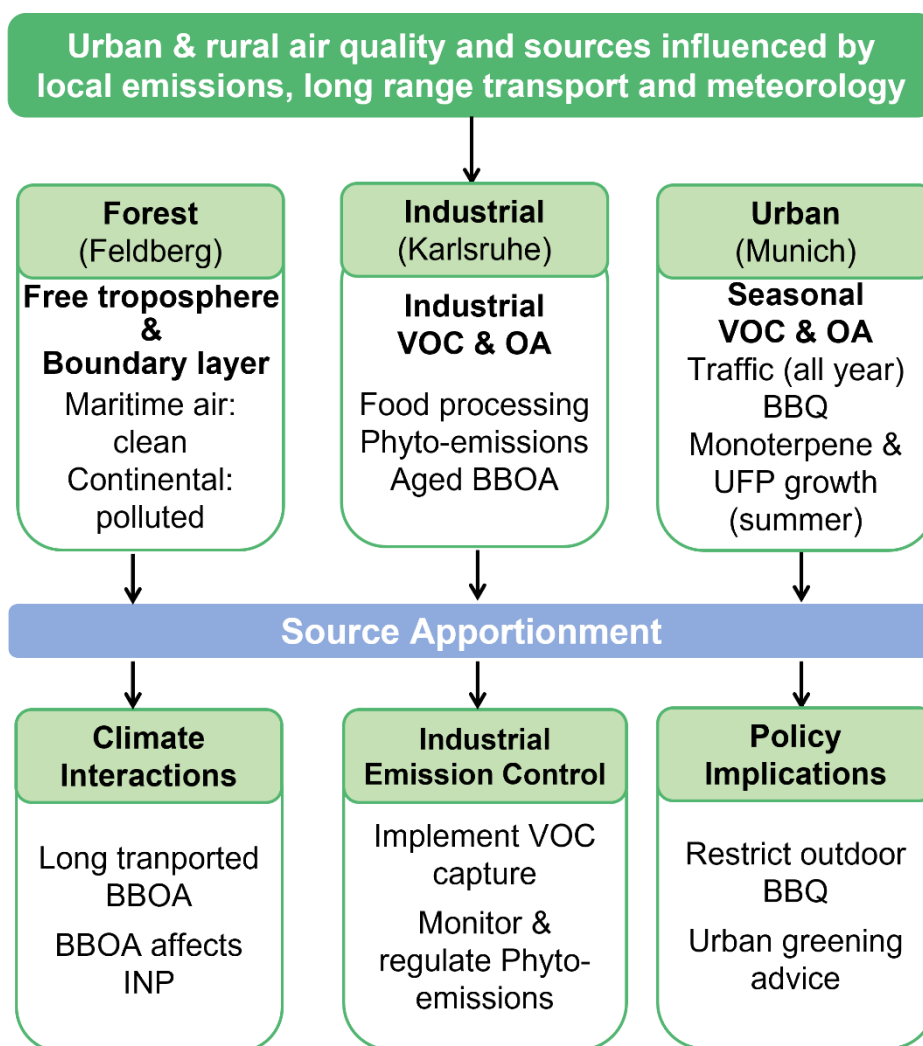 Urban & rural air quality and sources influenced by
local emissions, long range transport and meteorology
Forest
(Feldberg)
Free troposphere
&
Boundary layer
Maritime air:
clean
Continental:
polluted
Industrial
(Karlsruhe)
Industrial
VOC & OA
Food processing
Phyto-emissions
Aged BBOA
Urban
(Munich)
Seasonal
VOC & OA
Traffic (all year)
BBQ
Monoterpene &
UFP growth
(summer)
Source Apportionment
Climate
Interactions
Long tranported
BBOA
BBOA affects
INP
Industrial
Emission Control
Implement VOC
capture
Monitor &
regulate Phyto-
emissions
Policy
Implications
Restrict outdoor
BBQ
Urban greening
advice